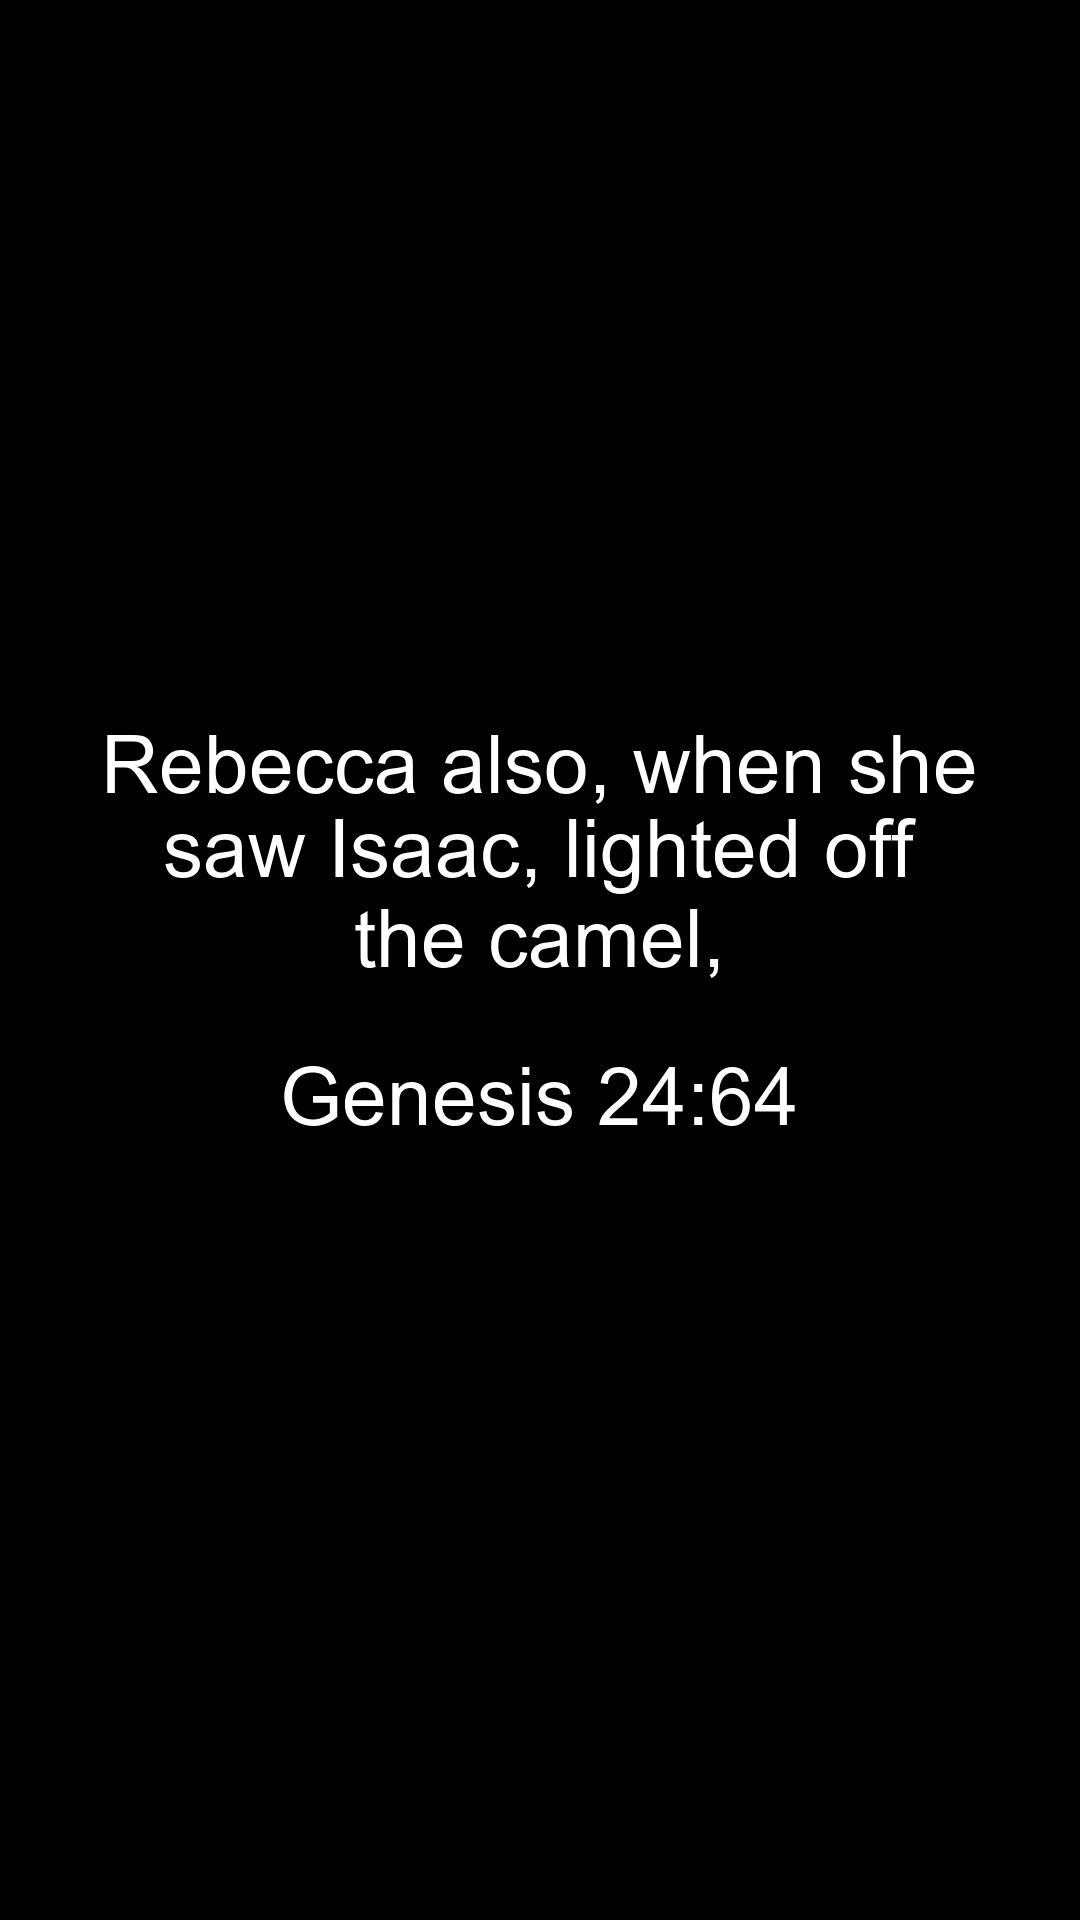 Rebecca also, when she
saw Isaac, lighted off
the camel,
Genesis 24:64